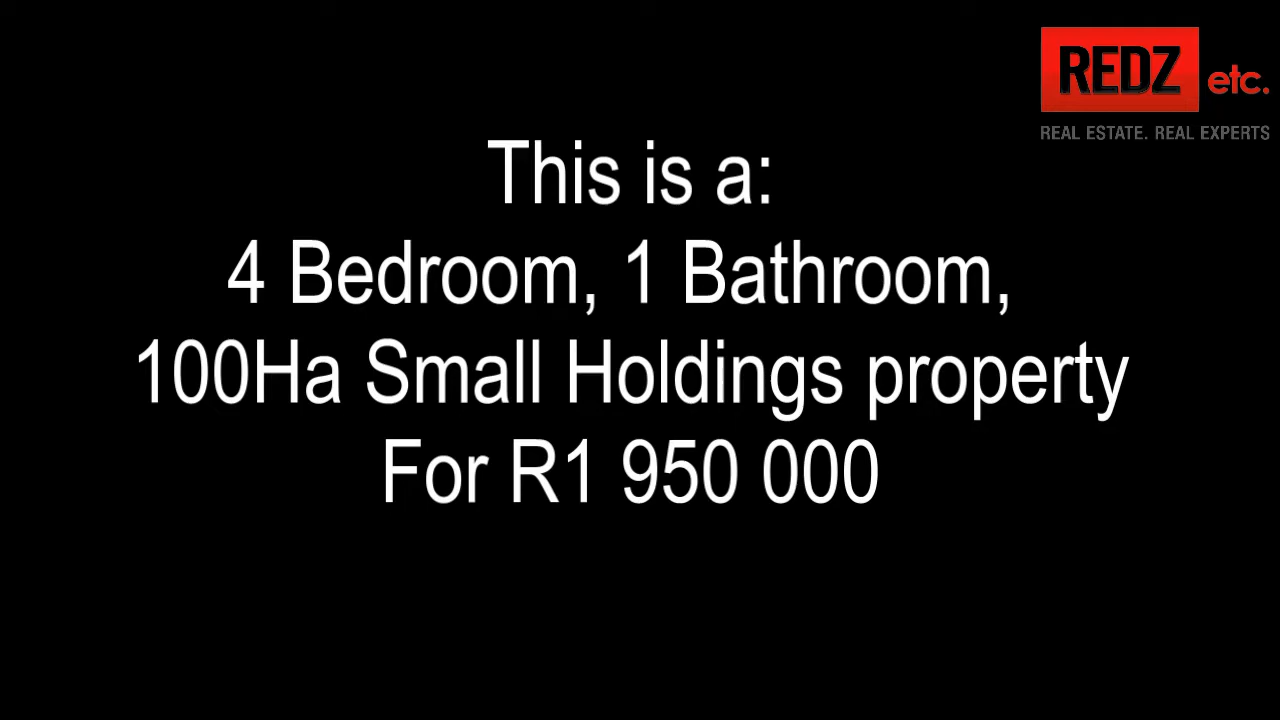 REDZ etc.
REAL ESTATE. REAL EXPERTS
This is a:
4 Bedroom, 1 Bathroom,
100Ha Small Holdings property
For R1 950 000